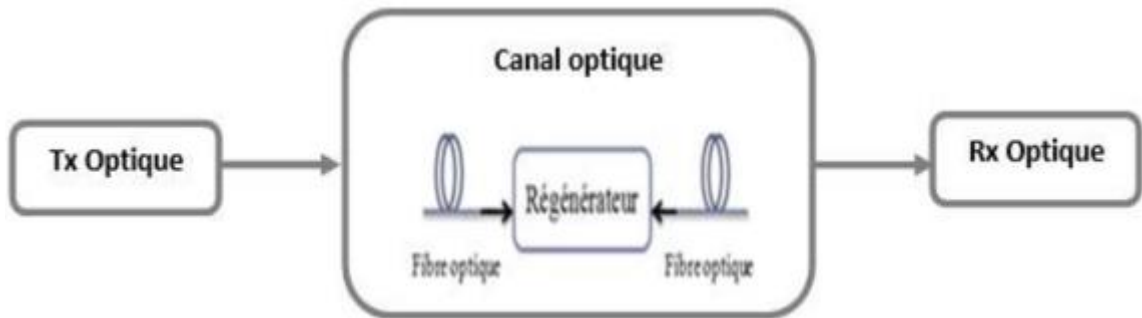 Canal optique
Tx Optique
Régénérateur
Fibre optique
Fibre optique
Rx Optique